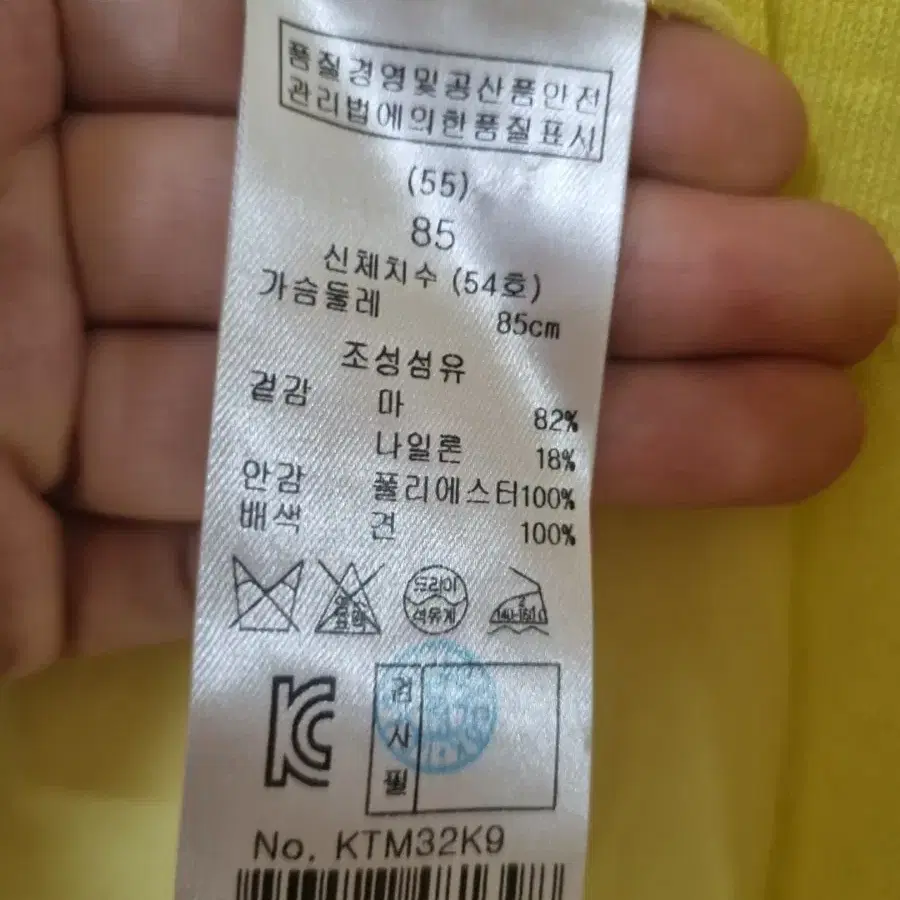 품질경영및공산품안전
관리법에의한품질표시
(55)
85
신체치수 (54호)
가슴둘레 85cm
조성섬유
겉감 마 82%
나일론 18%
안감 폴리에스터100%
배색 견 100%
드라이
석유계
2
140-160℃
KC
검사필
No. KTM32K9